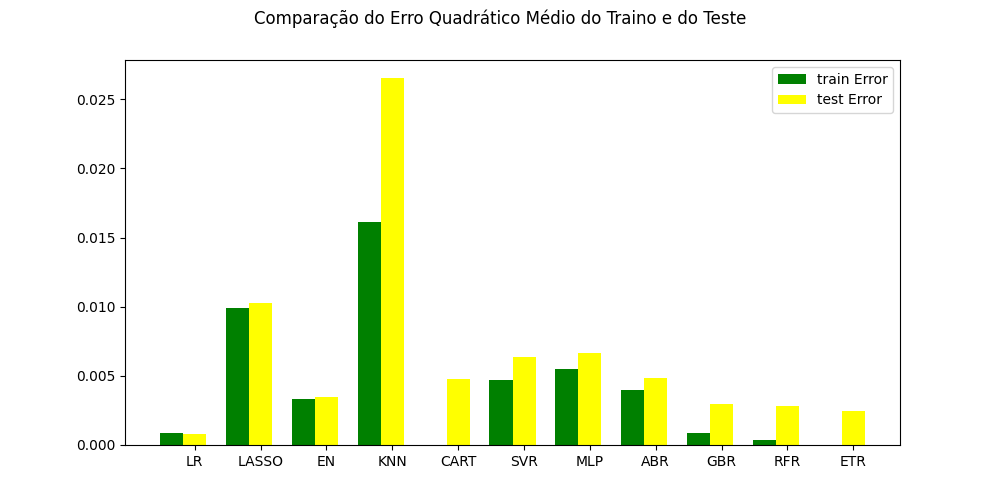 Comparação do Erro Quadrático Médio do Traino e do Teste
train Error
test Error
0.025
0.020
0.015
0.010
0.005
0.000
LR LASSO EN KNN CART SVR MLP ABR GBR RFR ETR